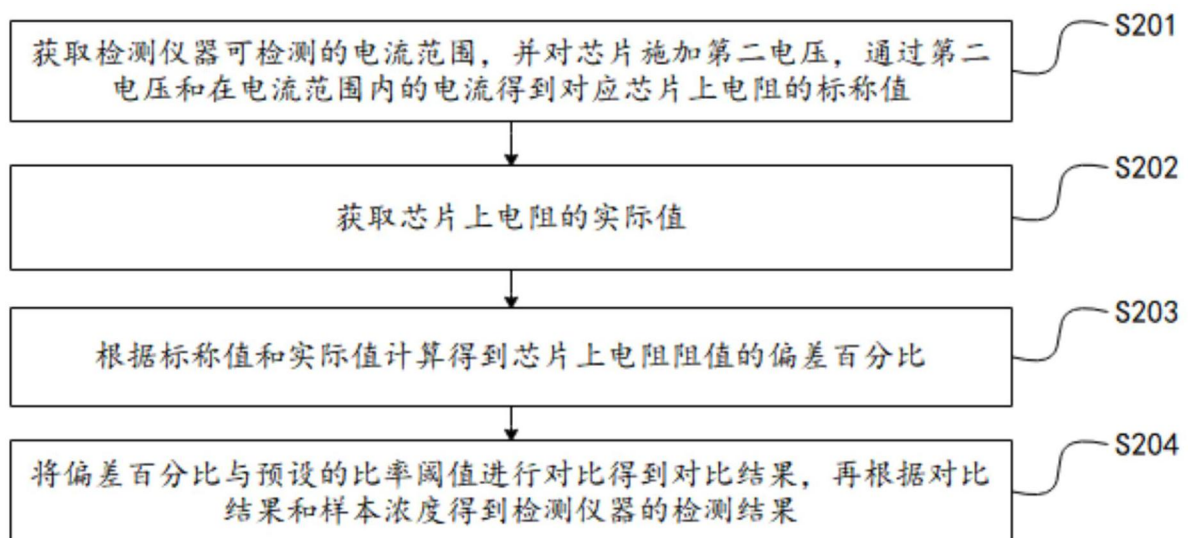 S201
获取检测仪器可检测的电流范围，并对芯片施加第二电压，通过第二
电压和在电流范围内的电流得到对应芯片上电阻的标称值
S202
获取芯片上电阻的实际值
S203
根据标称值和实际值计算得到芯片上电阻阻值的偏差百分比
S204
将偏差百分比与预设的比率阈值进行对比得到对比结果，再根据对比
结果和样本浓度得到检测仪器的检测结果